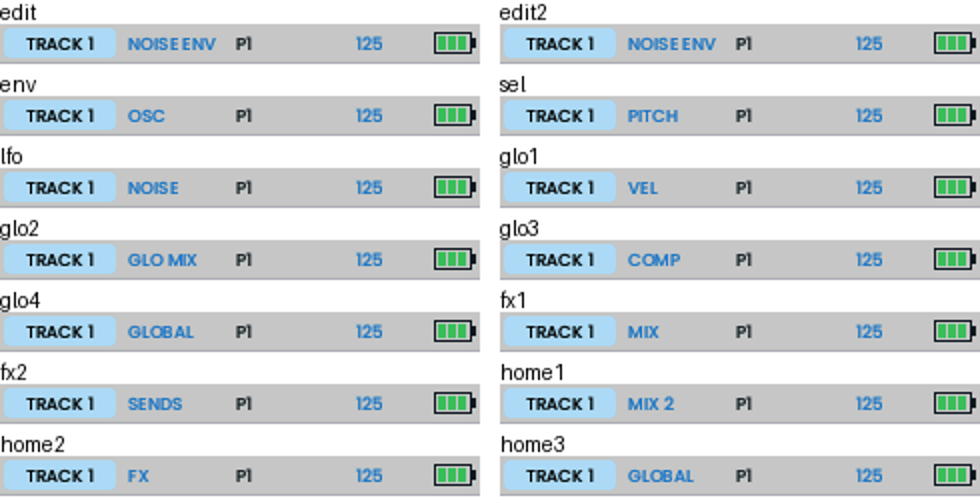 edit edit2
TRACK 1 NOISE ENV P1 125 TRACK 1 NOISE ENV P1 125
env sel
TRACK 1 OSC P1 125 TRACK 1 PITCH P1 125
lfo glo1
TRACK 1 NOISE P1 125 TRACK 1 VEL P1 125
glo2 glo3
TRACK 1 GLO MIX P1 125 TRACK 1 COMP P1 125
glo4 fx1
TRACK 1 GLOBAL P1 125 TRACK 1 MIX P1 125
fx2 home1
TRACK 1 SENDS P1 125 TRACK 1 MIX 2 P1 125
home2 home3
TRACK 1 FX P1 125 TRACK 1 GLOBAL P1 125